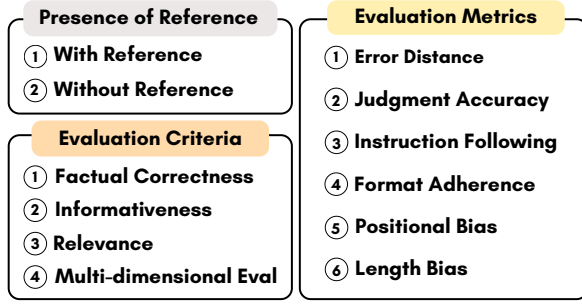 Presence of Reference
1 With Reference
2 Without Reference
Evaluation Criteria
1 Factual Correctness
2 Informativeness
3 Relevance
4 Multi-dimensional Eval
Evaluation Metrics
1 Error Distance
2 Judgment Accuracy
3 Instruction Following
4 Format Adherence
5 Positional Bias
6 Length Bias